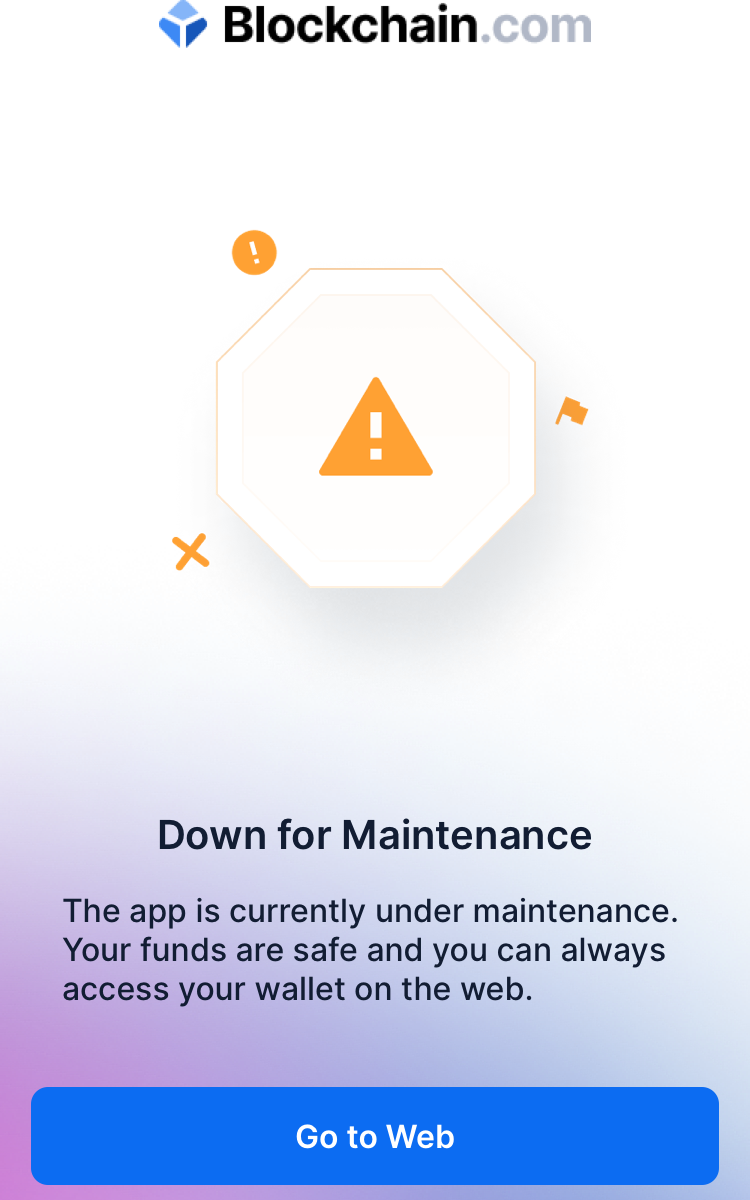 Blockchain.com
Down for Maintenance
The app is currently under maintenance.
Your funds are safe and you can always
access your wallet on the web.
Go to Web